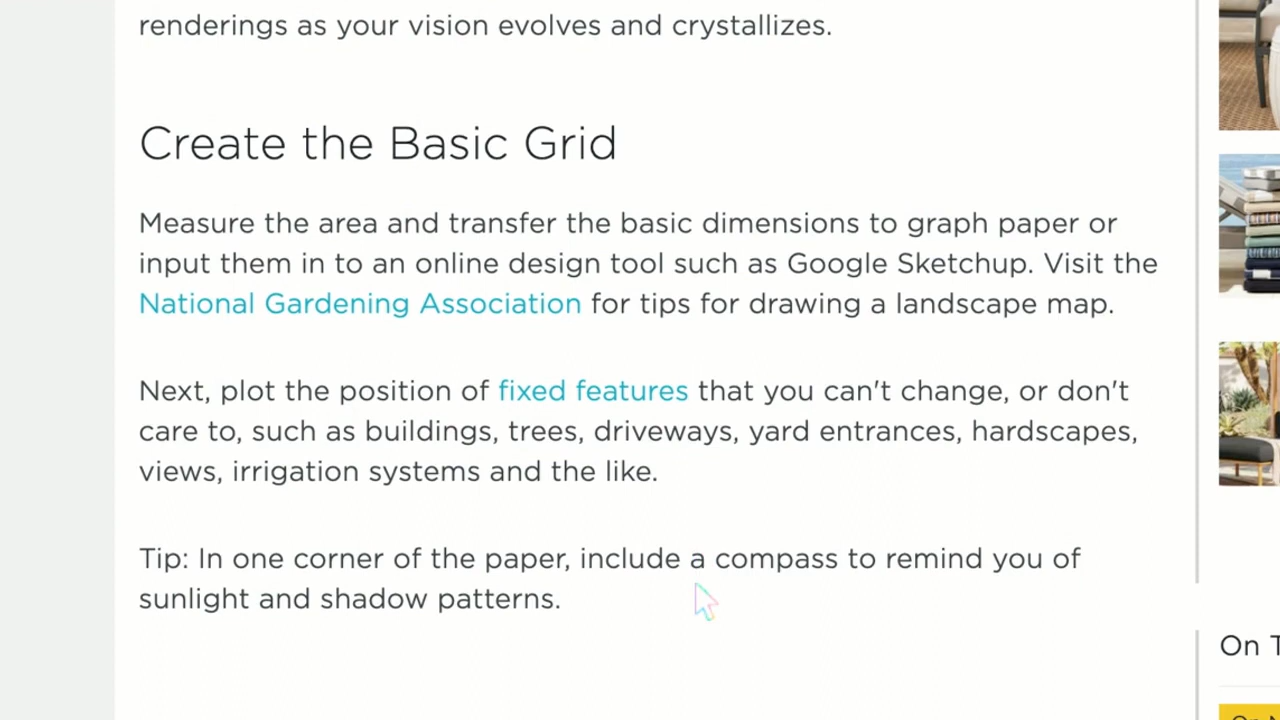 renderings as your vision evolves and crystallizes.
Create the Basic Grid
Measure the area and transfer the basic dimensions to graph paper or
input them in to an online design tool such as Google Sketchup. Visit the
National Gardening Association for tips for drawing a landscape map.
Next, plot the position of fixed features that you can't change, or don't
care to, such as buildings, trees, driveways, yard entrances, hardscapes,
views, irrigation systems and the like.
Tip: In one corner of the paper, include a compass to remind you of
sunlight and shadow patterns.
On T